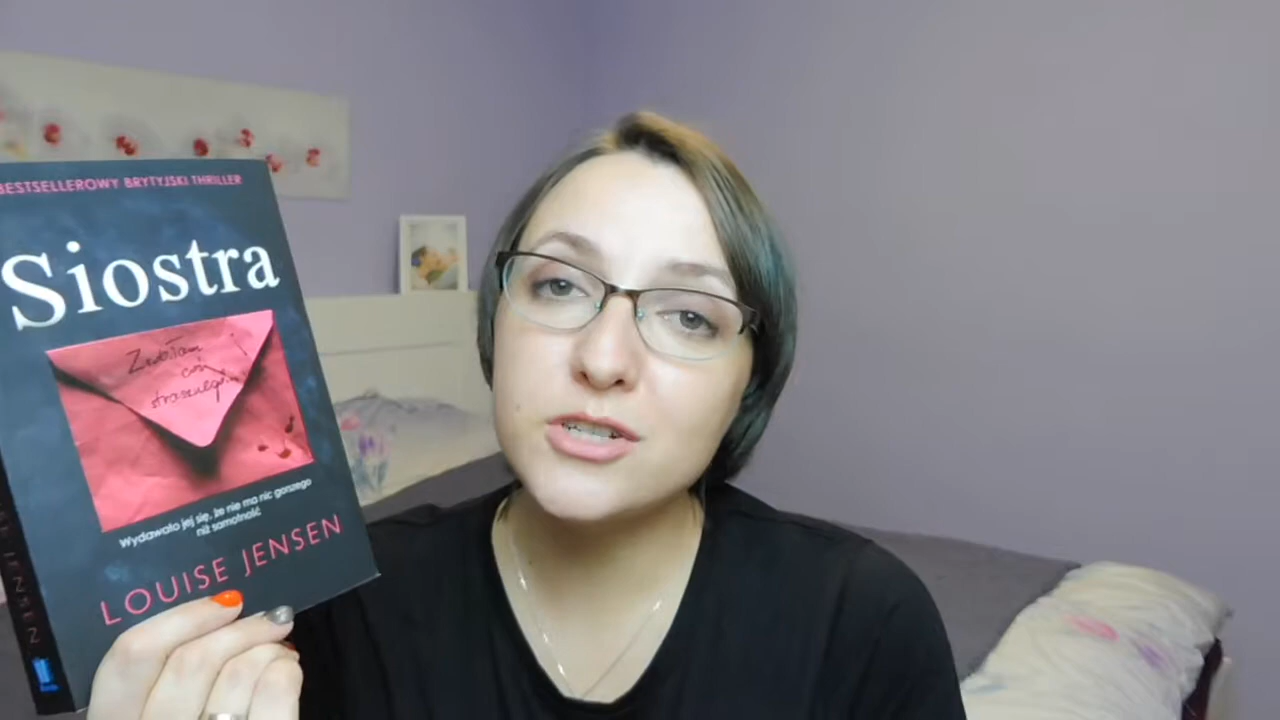 BESTSELLEROWY BRYTYJSKI THRILLER
Siostra
Zrobiłam
coś
strasznego...
Wydawało jej się, że nie ma nic gorszego
niż samotność
LOUISE JENSEN
JENSEN